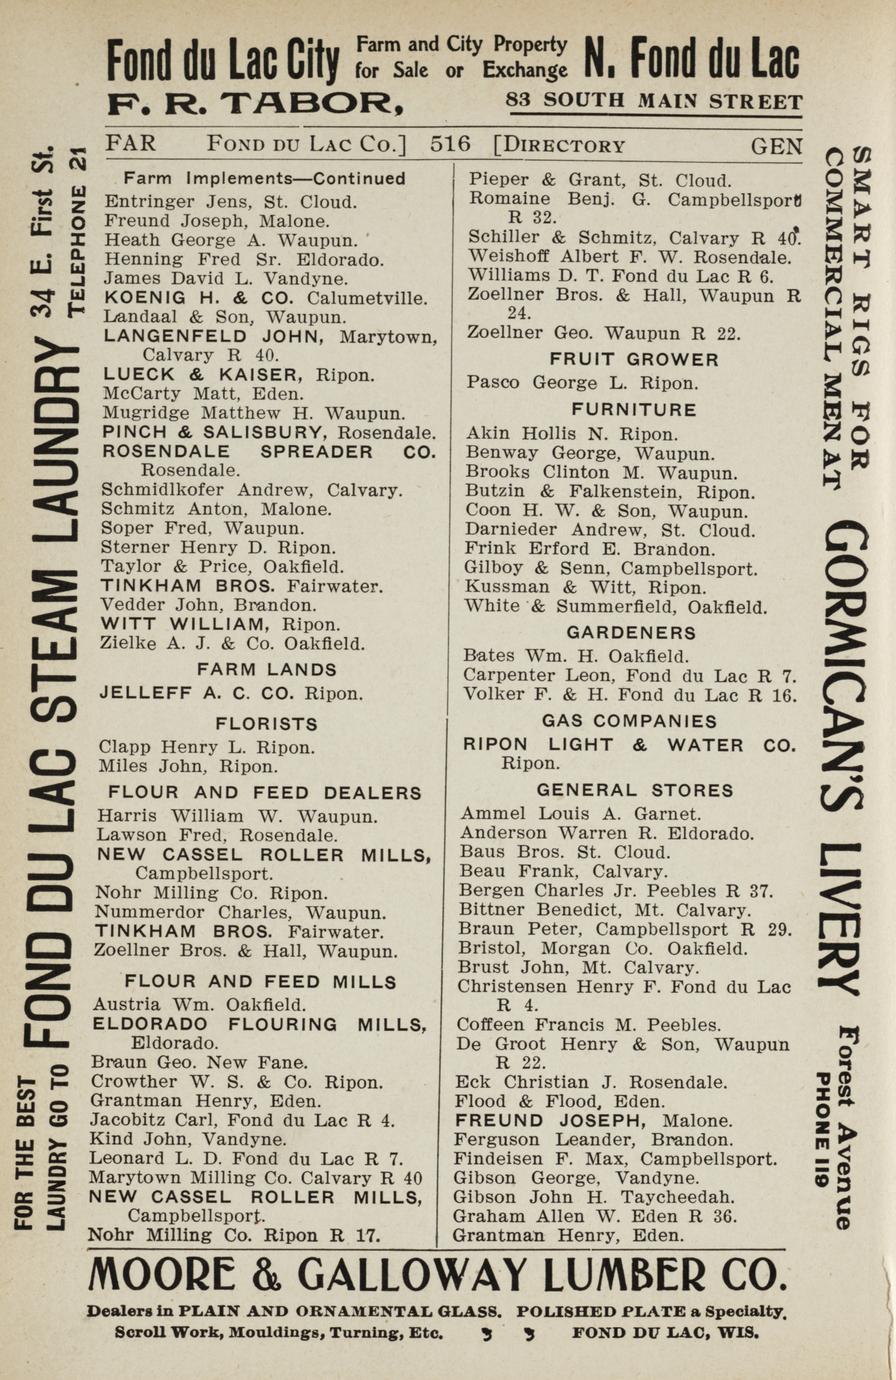 Fond du Lac City Farm and City Property for Sale or Exchange N. Fond du Lac
F. R. TABOR, 83 SOUTH MAIN STREET
FAR FOND DU LAC CO.] 516 [DIRECTORY GEN
Farm Implements—Continued
Entringer Jens, St. Cloud.
Freund Joseph, Malone.
Heath George A. Waupun.
Henning Fred Sr. Eldorado.
James David L. Vandyne.
KOENIG H. & CO. Calumetville.
Landaal & Son, Waupun.
LANGENFELD JOHN, Marytown,
Calvary R 40.
LUECK & KAISER, Ripon.
McCarty Matt, Eden.
Mugridge Matthew H. Waupun.
PINCH & SALISBURY, Rosendale.
ROSENDALE SPREADER CO.
Rosendale.
Schmidlkofer Andrew, Calvary.
Schmitz Anton, Malone.
Soper Fred, Waupun.
Sterner Henry D. Ripon.
Taylor & Price, Oakfield.
TINKHAM BROS. Fairwater.
Vedder John, Brandon.
WITT WILLIAM, Ripon.
Zielke A. J. & Co. Oakfield.
FARM LANDS
JELLEFF A. C. CO. Ripon.
FLORISTS
Clapp Henry L. Ripon.
Miles John, Ripon.
FLOUR AND FEED DEALERS
Harris William W. Waupun.
Lawson Fred, Rosendale.
NEW CASSEL ROLLER MILLS,
Campbellsport.
Nohr Milling Co. Ripon.
Nummerdor Charles, Waupun.
TINKHAM BROS. Fairwater.
Zoellner Bros. & Hall, Waupun.
FLOUR AND FEED MILLS
Austria Wm. Oakfield.
ELDORADO FLOURING MILLS,
Eldorado.
Braun Geo. New Fane.
Crowther W. S. & Co. Ripon.
Grantman Henry, Eden.
Jacobitz Carl, Fond du Lac R 4.
Kind John, Vandyne.
Leonard L. D. Fond du Lac R 7.
Marytown Milling Co. Calvary R 40
NEW CASSEL ROLLER MILLS,
Campbellsport.
Nohr Milling Co. Ripon R 17.
Pieper & Grant, St. Cloud.
Romaine Benj. G. Campbellsport
R 32.
Schiller & Schmitz, Calvary R 40.
Weishoff Albert F. W. Rosendale.
Williams D. T. Fond du Lac R 6.
Zoellner Bros. & Hall, Waupun R
24.
Zoellner Geo. Waupun R 22.
FRUIT GROWER
Pasco George L. Ripon.
FURNITURE
Akin Hollis N. Ripon.
Benway George, Waupun.
Brooks Clinton M. Waupun.
Butzin & Falkenstein, Ripon.
Coon H. W. & Son, Waupun.
Darnieder Andrew, St. Cloud.
Frink Erford E. Brandon.
Gilboy & Senn, Campbellsport.
Kussman & Witt, Ripon.
White & Summerfield, Oakfield.
GARDENERS
Bates Wm. H. Oakfield.
Carpenter Leon, Fond du Lac R 7.
Volker F. & H. Fond du Lac R 16.
GAS COMPANIES
RIPON LIGHT & WATER CO.
Ripon.
GENERAL STORES
Ammel Louis A. Garnet.
Anderson Warren R. Eldorado.
Baus Bros. St. Cloud.
Beau Frank, Calvary.
Bergen Charles Jr. Peebles R 37.
Bittner Benedict, Mt. Calvary.
Braun Peter, Campbellsport R 29.
Bristol, Morgan Co. Oakfield.
Brust John, Mt. Calvary.
Christensen Henry F. Fond du Lac
R 4.
Coffeen Francis M. Peebles.
De Groot Henry & Son, Waupun
R 22.
Eck Christian J. Rosendale.
Flood & Flood, Eden.
FREUND JOSEPH, Malone.
Ferguson Leander, Brandon.
Findeisen F. Max, Campbellsport.
Gibson George, Vandyne.
Gibson John H. Taycheedah.
Graham Allen W. Eden R 36.
Grantman Henry, Eden.
FOR THE BEST
LAUNDRY GO TO
FOND DU LAC STEAM LAUNDRY
34 E. First St.
TELEPHONE 21
SMART RIGS FOR
COMMERCIAL MEN AT
GORMICAN'S LIVERY
Forest Avenue
PHONE 119
MOORE & GALLOWAY LUMBER CO.
Dealers in PLAIN AND ORNAMENTAL GLASS. POLISHED PLATE a Specialty.
Scroll Work, Mouldings, Turning, Etc. FOND DU LAC, WIS.